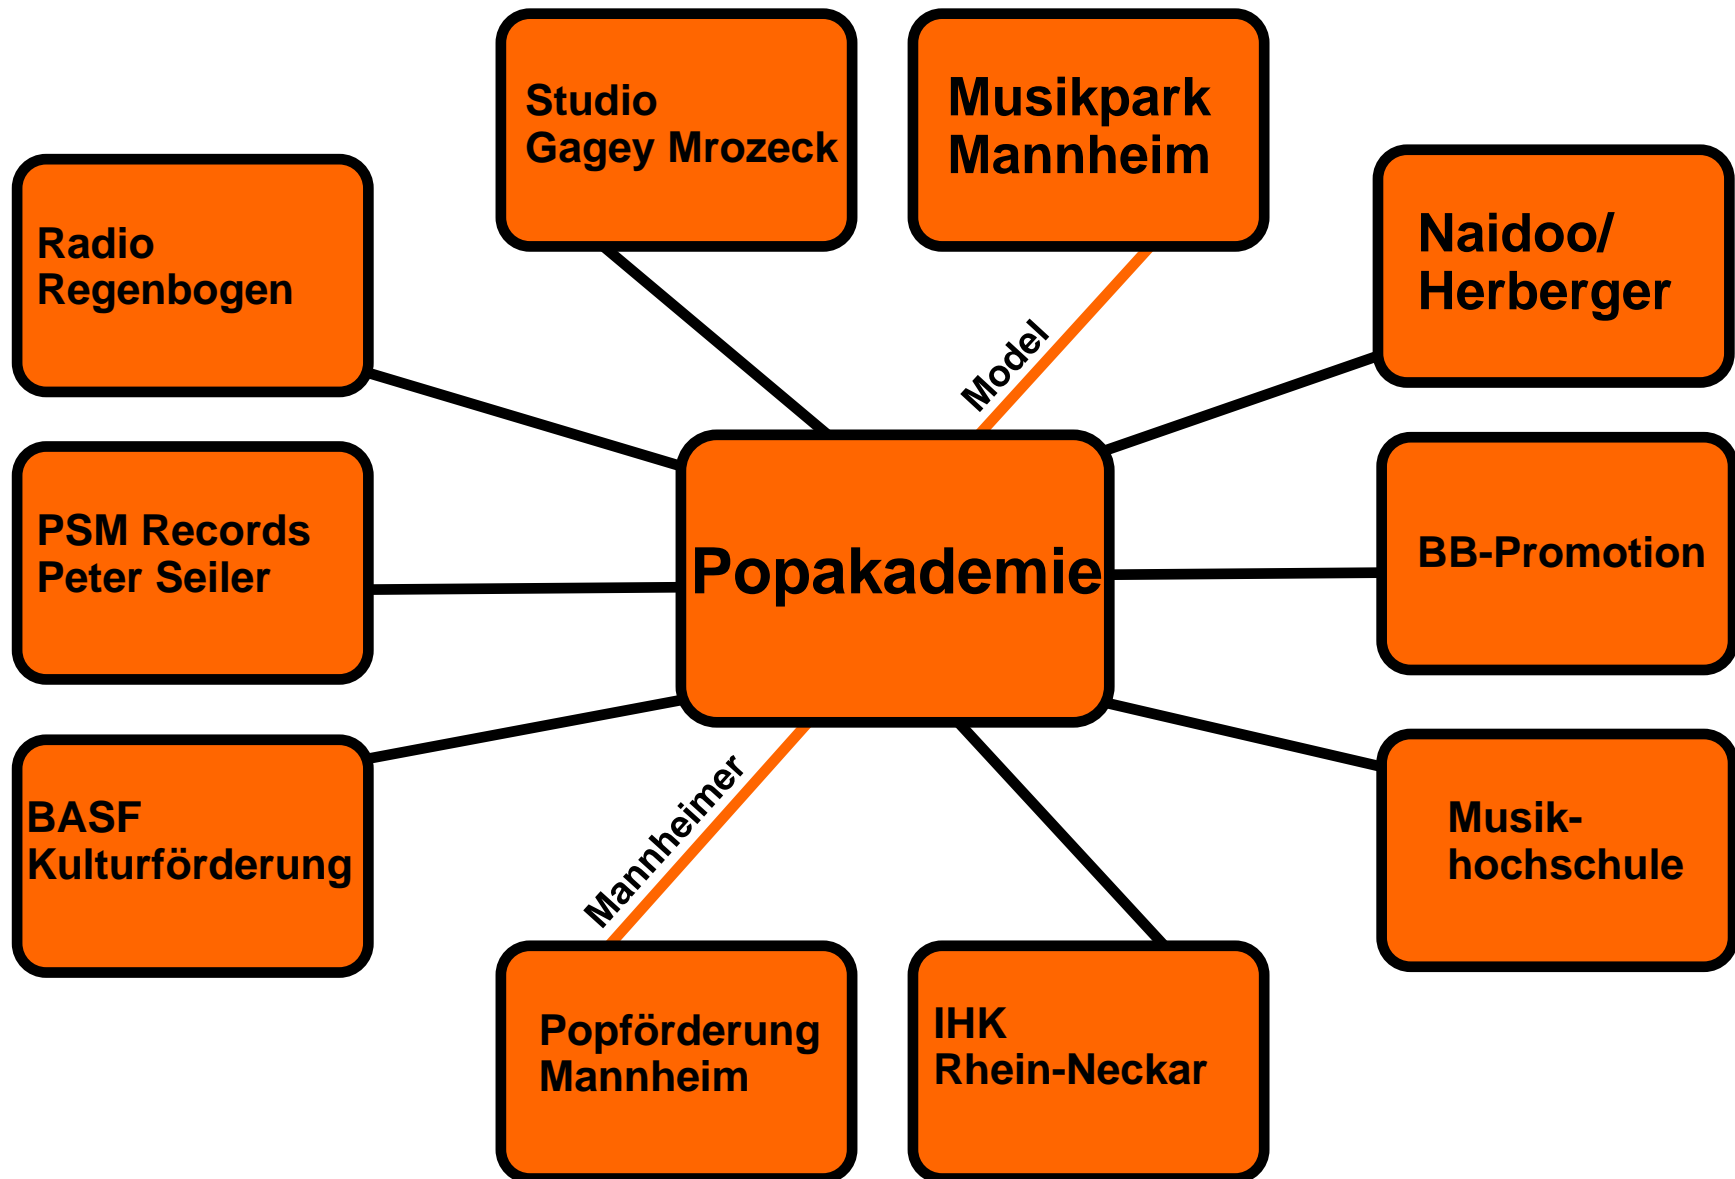 Studio
Gagey Mrozeck
Musikpark
Mannheim
Radio
Regenbogen
Naidoo/
Herberger
Model
PSM Records
Peter Seiler
Popakademie
BB-Promotion
BASF
Kulturförderung
Mannheimer
Musik-
hochschule
Popförderung
Mannheim
IHK
Rhein-Neckar